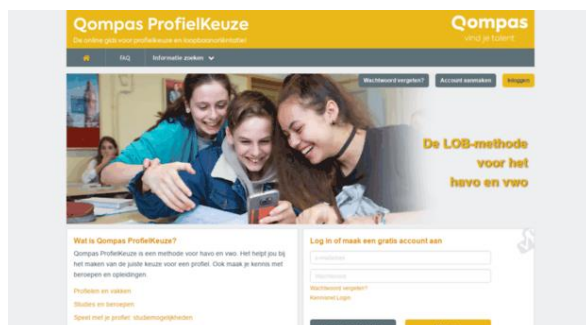 Qompas ProfielKeuze
De online gids voor profielkeuze en loopbaanoriëntatie!
Qompas
vind je talent
FAQ
Informatie zoeken
Wachtwoord vergeten?
Account aanmaken
Inloggen
De LOB-methode
voor het
havo en vwo
Wat is Qompas ProfielKeuze?
Qompas ProfielKeuze is een methode voor havo en vwo. Het helpt jou bij
het maken van de juiste keuze voor een profiel. Ook maak je kennis met
beroepen en opleidingen.
Profielen en vakken
Studies en beroepen
Speel met je profiel: studiemogelijkheden
Log in of maak een gratis account aan
Wachtwoord
Wachtwoord vergeten?
Kennisnet Login